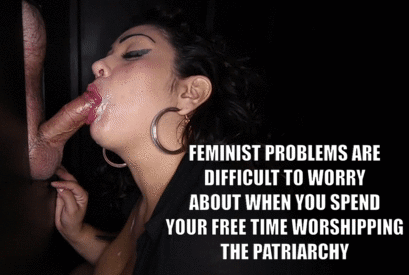 FEMINIST PROBLEMS ARE
DIFFICULT TO WORRY
ABOUT WHEN YOU SPEND
YOUR FREE TIME WORSHIPPING
THE PATRIARCHY